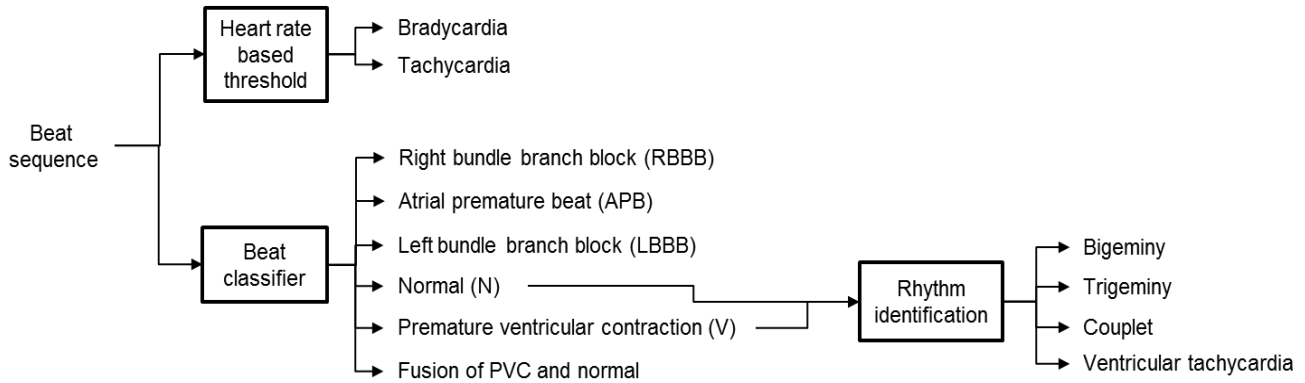 Heart rate
based
threshold
Bradycardia
Tachycardia
Beat
sequence
Right bundle branch block (RBBB)
Atrial premature beat (APB)
Left bundle branch block (LBBB)
Beat
classifier
Normal (N)
Premature ventricular contraction (V)
Fusion of PVC and normal
Rhythm
identification
Bigeminy
Trigeminy
Couplet
Ventricular tachycardia